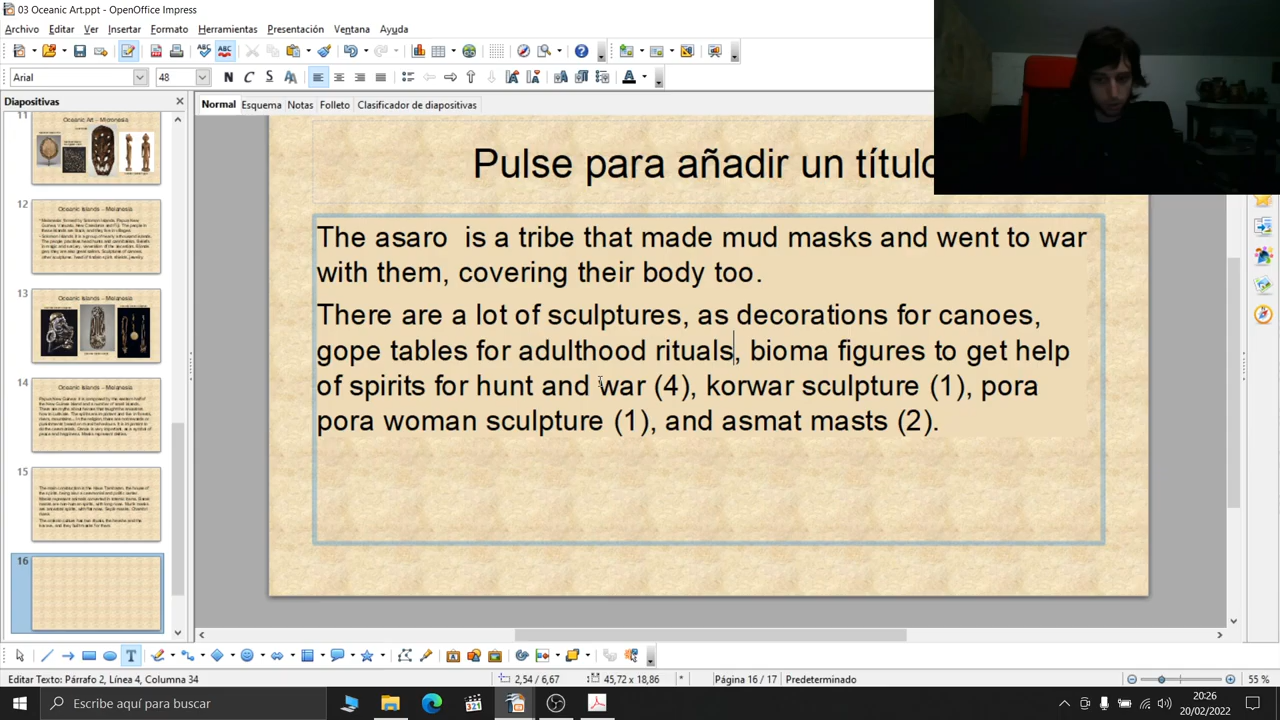 03 Oceanic Art.ppt - OpenOffice Impress
Archivo Editar Ver Insertar Formato Herramientas Presentación Ventana Ayuda
Arial 48
Diapositivas
Normal Esquema Notas Folleto Clasificador de diapositivas
Pulse para añadir un título
The asaro is a tribe that made mud masks and went to war
with them, covering their body too.
There are a lot of sculptures, as decorations for canoes,
gope tables for adulthood rituals, bioma figures to get help
of spirits for hunt and war (4), korwar sculpture (1), pora
pora woman sculpture (1), and asmat masts (2).
11
Oceanic Art - Micronesia
12
Oceanic Islands - Melanesia
13
Oceanic Islands - Melanesia
14
Oceanic Islands - Melanesia
15
16
Editar Texto: Párrafo 2, Línea 4, Columna 34
2,54 / 6,67
45,72 x 18,86
*
Página 16 / 17
Predeterminado
55 %
Escribe aquí para buscar
321
20:26
20/02/2022